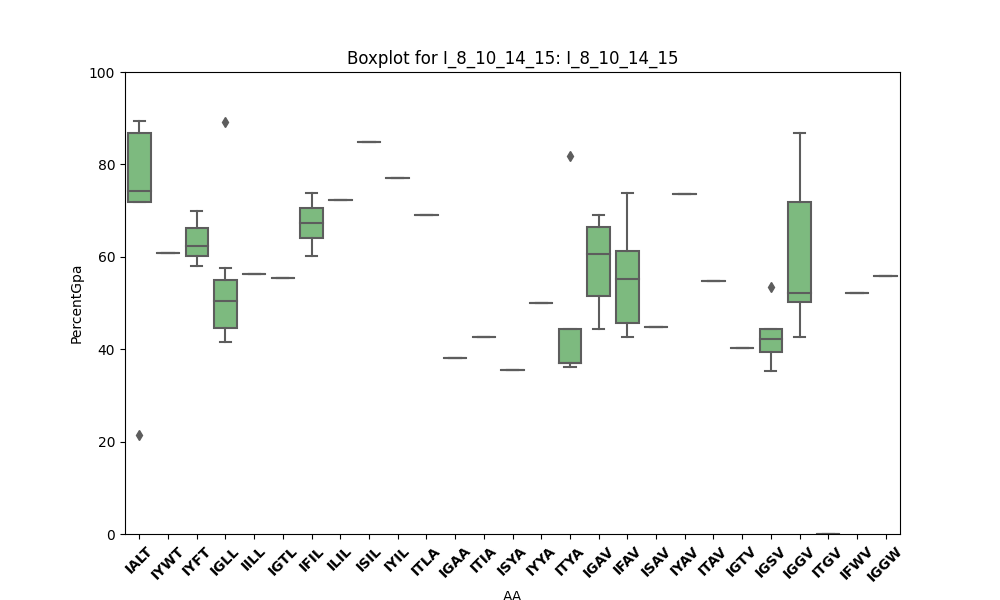 Boxplot for I_8_10_14_15: I_8_10_14_15
100
80
60
40
20
0
PercentGpa
IALT
IYWT
IYFT
IGLL
IILL
IGTL
IFIL
ILIL
ISIL
IYIL
ITLA
IGAA
ITIA
ISYA
IYYA
ITYA
IGAV
IFAV
ISAV
IYAV
ITAV
IGTV
IGSV
IGGV
ITGV
IFWV
IGGW
AA